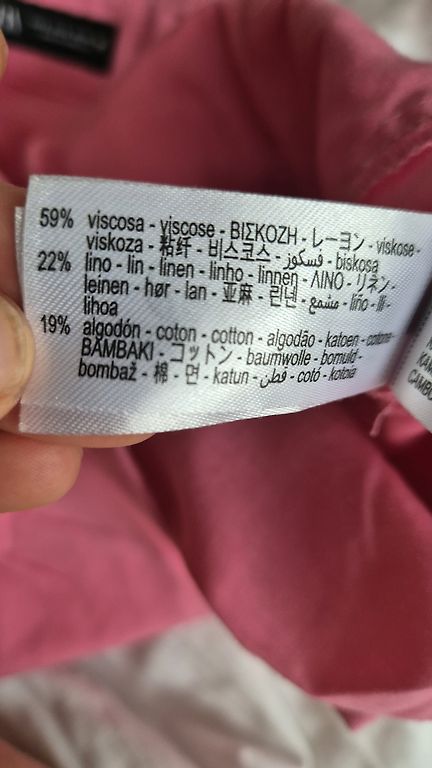 59% viscosa - viscose - ΒΙΣΚΟΖΗ - レーヨン - viskose -
viskoza - 粘纤 - 비스코스 - فسكوز - biskosa
22% lino - lin - linen - linho - linnen - ΛΙΝΟ - リネン -
leinen - hør - lan - 亚麻 - 린넨 - مشمع - liño - lli -
lihoa
19% algodón - coton - cotton - algodão - katoen - cotone -
BAMBAKI - コットン - baumwolle - bomuld -
bombaž - 棉 - 면 - katun - قطن - cotó - kotoia